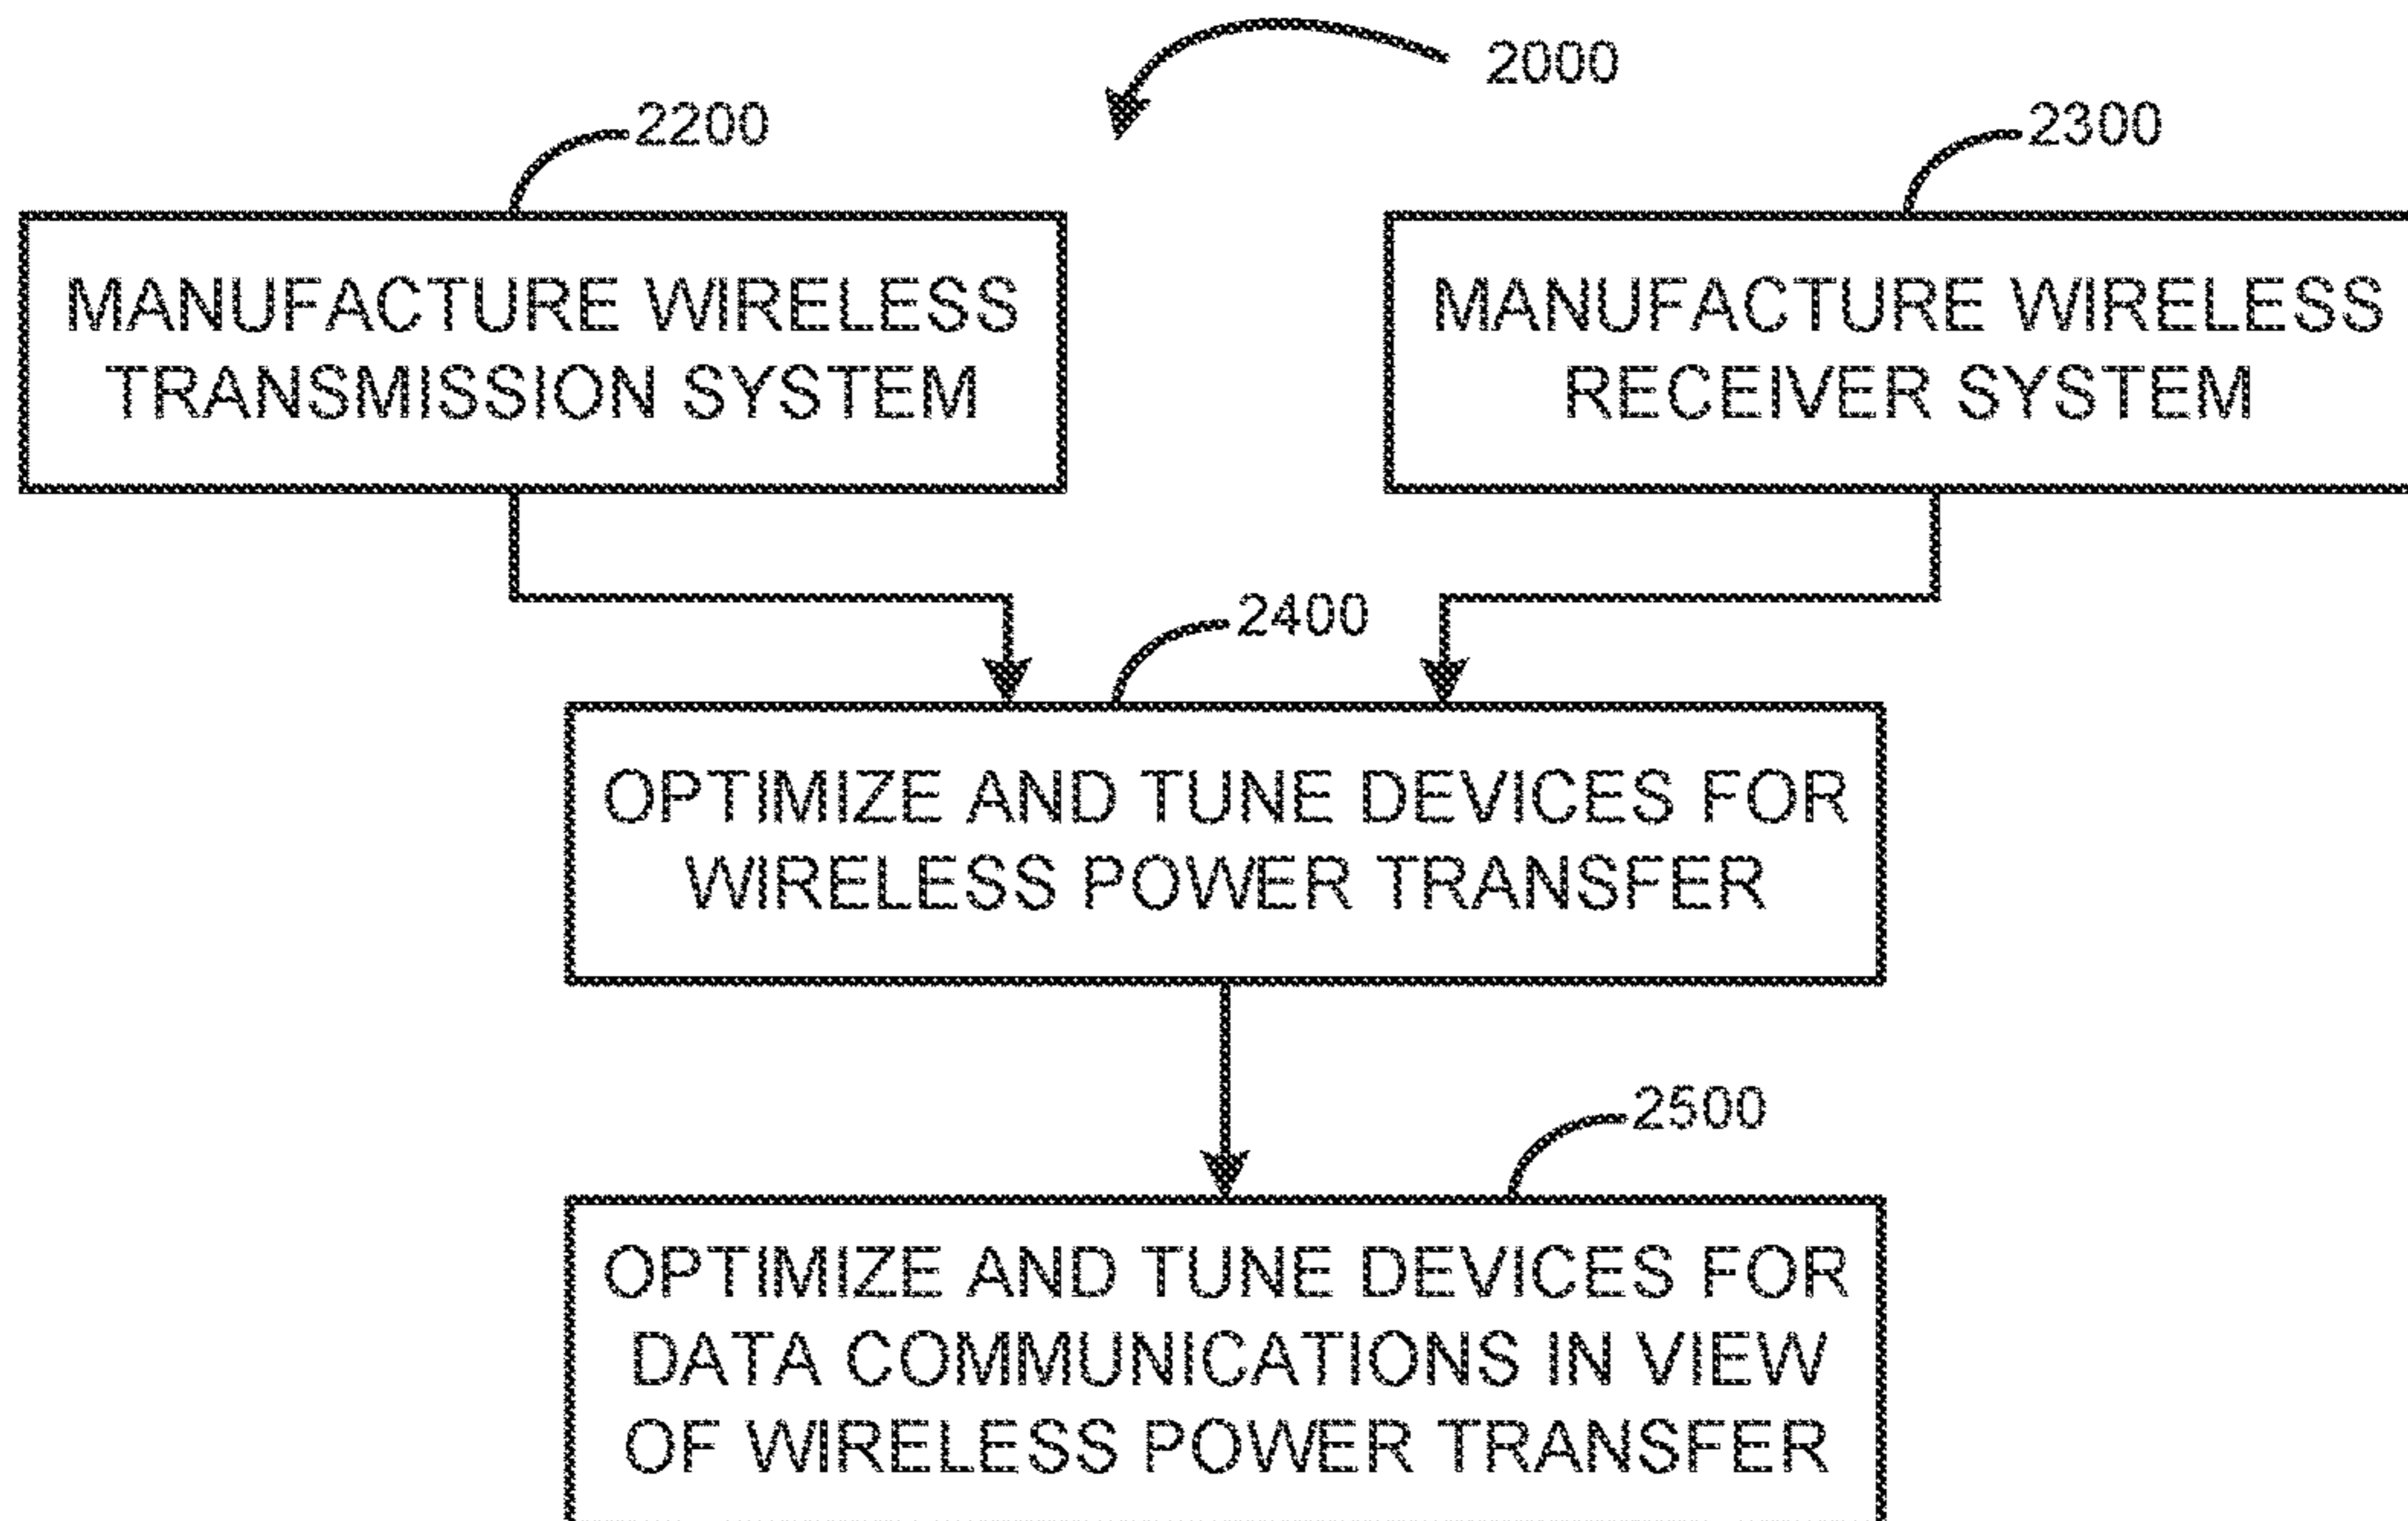 2000
2200
2300
MANUFACTURE WIRELESS
TRANSMISSION SYSTEM
MANUFACTURE WIRELESS
RECEIVER SYSTEM
2400
OPTIMIZE AND TUNE DEVICES FOR
WIRELESS POWER TRANSFER
2500
OPTIMIZE AND TUNE DEVICES FOR
DATA COMMUNICATIONS IN VIEW
OF WIRELESS POWER TRANSFER